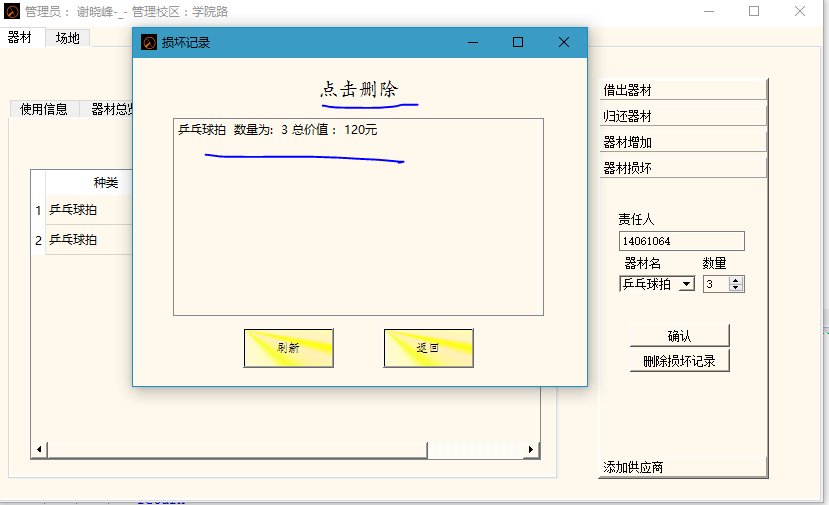 管理员： 谢晓峰-_- 管理校区：学院路
器材 场地
损坏记录
点击删除
使用信息 器材总览
乒乓球拍 数量为: 3 总价值： 120元
种类
1 乒乓球拍
2 乒乓球拍
刷新 返回
借出器材
归还器材
器材增加
器材损坏
责任人
14061064
器材名 数量
乒乓球拍 3
确认
删除损坏记录
添加供应商